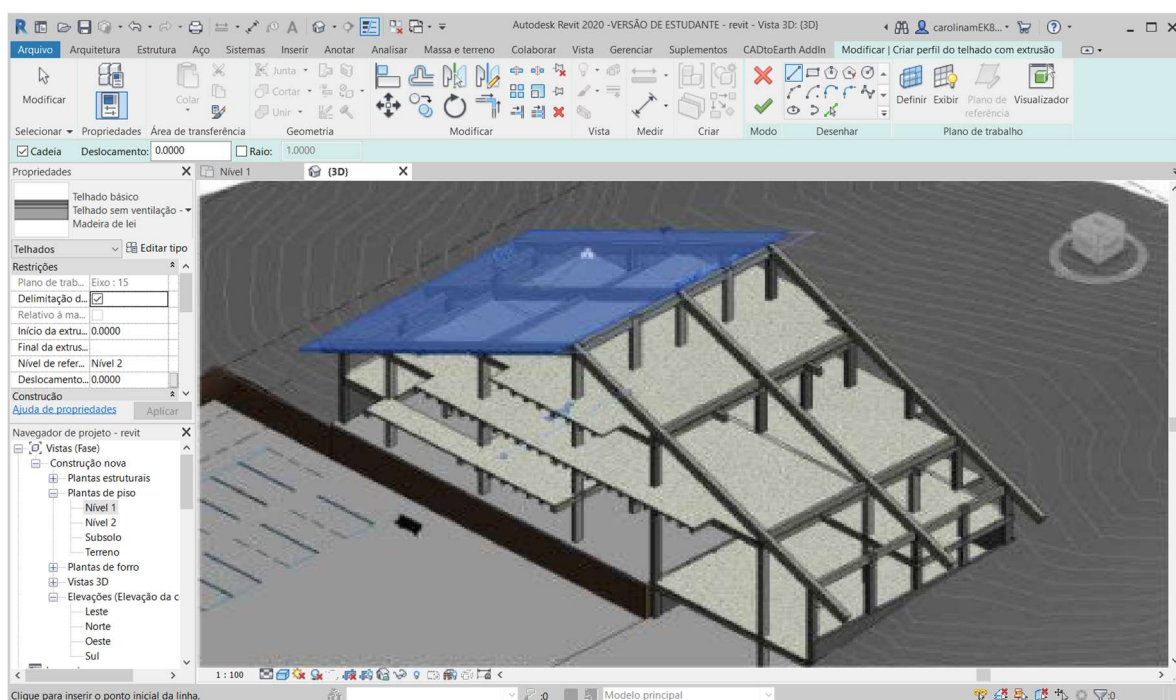 Autodesk Revit 2020 -VERSÃO DE ESTUDANTE - revit - Vista 3D: {3D}
carolinamEK8...
Arquivo Arquitetura Estrutura Aço Sistemas Inserir Anotar Analisar Massa e terreno Colaborar Vista Gerenciar Suplementos CADtoEarth AddIn Modificar | Criar perfil do telhado com extrusão
Modificar
Colar
Junta
Cortar
Unir
Definir Exibir Plano de referência Visualizador
Selecionar Propriedades Área de transferência Geometria Modificar Vista Medir Criar Modo Desenhar Plano de trabalho
Cadeia Deslocamento: 0.0000 Raio: 1.0000
Propriedades X Nível 1 {3D} X
Telhado básico
Telhado sem ventilação -
Madeira de lei
Telhados Editar tipo
Restrições
Plano de trab... Eixo : 15
Delimitação d...
Relativo à ma...
Início da extru... 0.0000
Final da extrus...
Nível de refer... Nível 2
Deslocamento... 0.0000
Construção
Ajuda de propriedades Aplicar
Navegador de projeto - revit X
Vistas (Fase)
Construção nova
Plantas estruturais
Plantas de piso
Nível 1
Nível 2
Subsolo
Terreno
Plantas de forro
Vistas 3D
Elevações (Elevação da c
Leste
Norte
Oeste
Sul
1 : 100
Clique para inserir o ponto inicial da linha. :0 Modelo principal :0